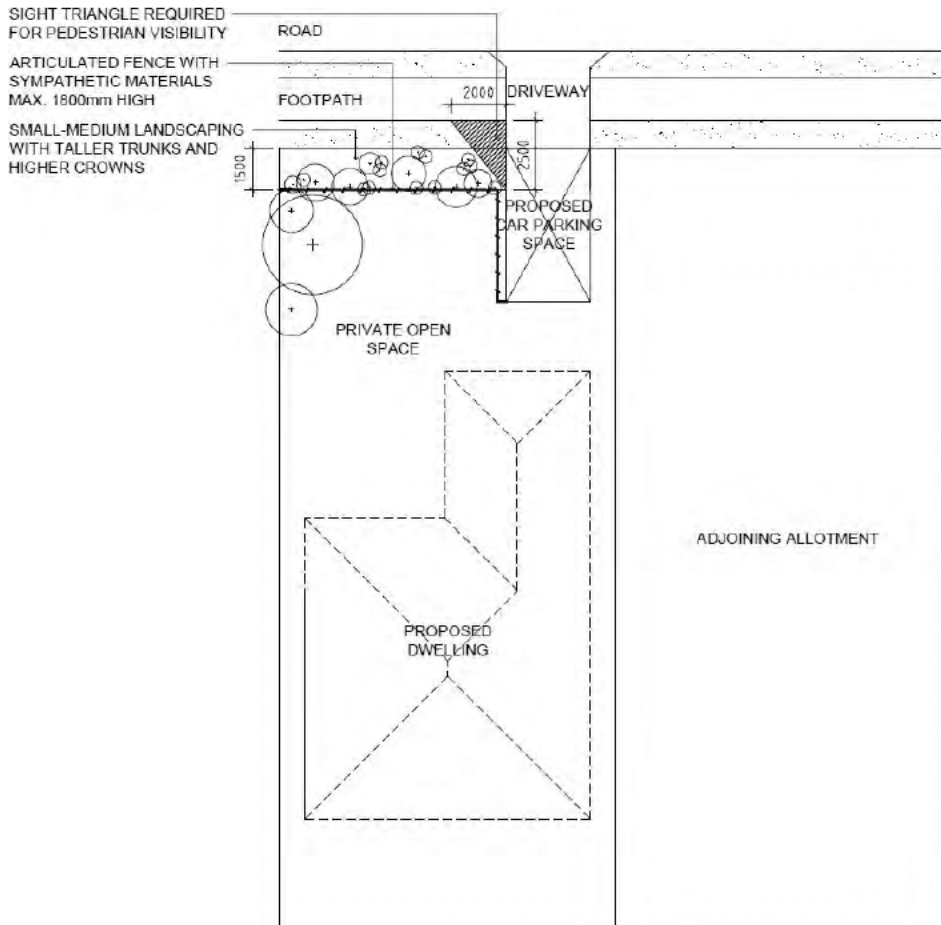 SIGHT TRIANGLE REQUIRED
FOR PEDESTRIAN VISIBILITY
ROAD
ARTICULATED FENCE WITH
SYMPATHETIC MATERIALS
MAX. 1800mm HIGH
2000
DRIVEWAY
FOOTPATH
SMALL-MEDIUM LANDSCAPING
WITH TALLER TRUNKS AND
HIGHER CROWNS
1500
2500
PROPOSED
CAR PARKING
SPACE
PRIVATE OPEN
SPACE
ADJOINING ALLOTMENT
PROPOSED
DWELLING